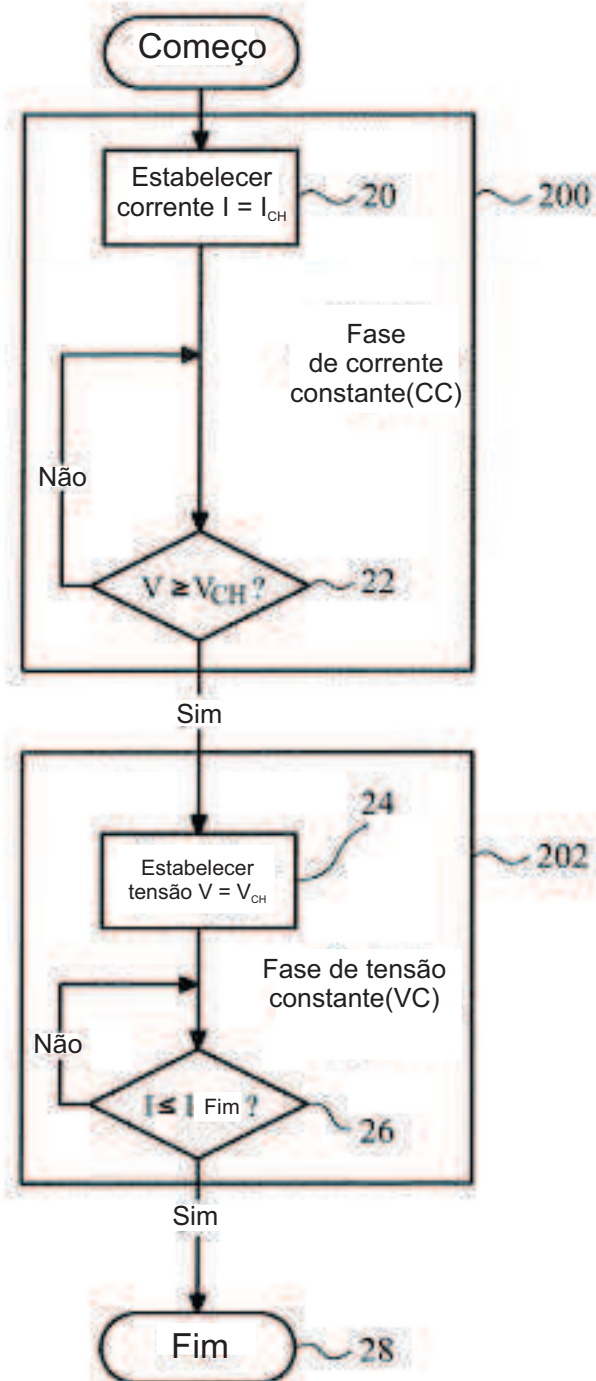 Começo
Estabelecer
corrente I = I_CH
20
200
Fase
de corrente
constante(CC)
Não
V ≥ V_CH ?
22
Sim
24
Estabelecer
tensão V = V_CH
202
Fase de tensão
constante(VC)
Não
I ≤ I Fim ?
26
Sim
Fim
28